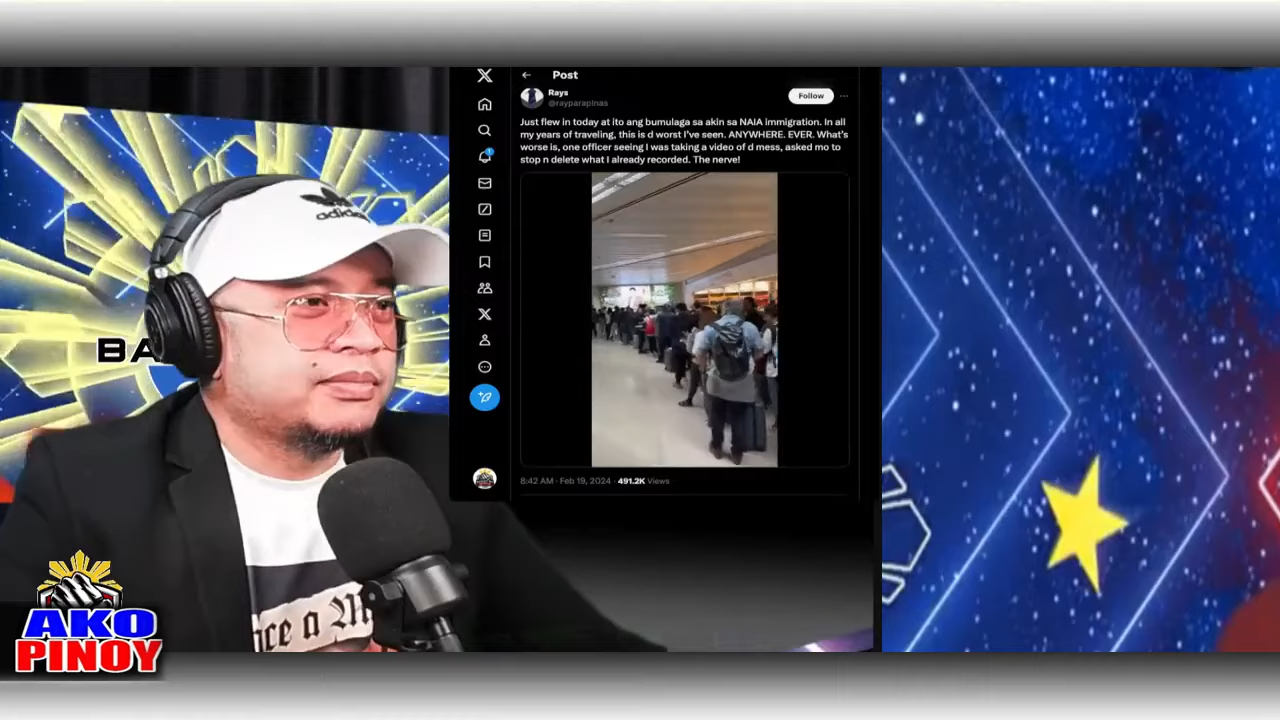 Post
Rays
@rayparapinas
Follow
Just flew in today at ito ang bumulaga sa akin sa NAIA immigration. In all
my years of traveling, this is d worst I've seen. ANYWHERE. EVER. What's
worse is, one officer seeing I was taking a video of d mess, asked mo to
stop n delete what I already recorded. The nerve!
8:42 AM · Feb 19, 2024 · 491.2K Views
adidas
BA
AKO
PINOY